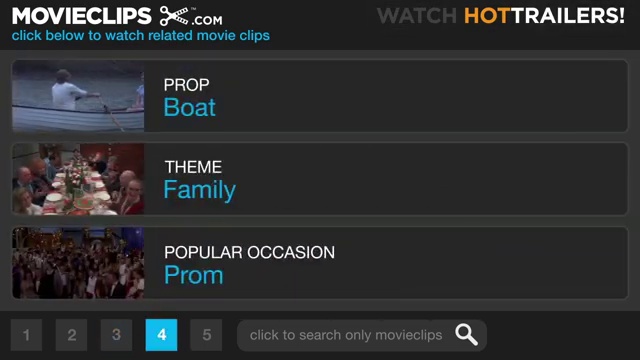 MOVIECLIPS .COM™
WATCH HOTTRAILERS!
click below to watch related movie clips
PROP
Boat
THEME
Family
POPULAR OCCASION
Prom
1 2 3 4 5 click to search only movieclips